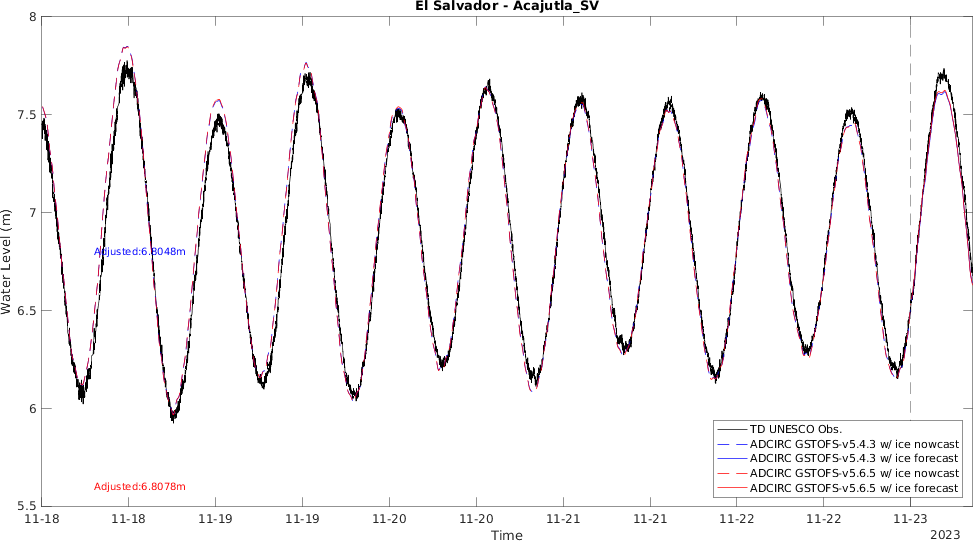 El Salvador - Acajutla_SV
8
7.5
7
6.5
6
5.5
Water Level (m)
Adjusted:6.8048m
Adjusted:6.8078m
TD UNESCO Obs.
ADCIRC GSTOFS-v5.4.3 w/ ice nowcast
ADCIRC GSTOFS-v5.4.3 w/ ice forecast
ADCIRC GSTOFS-v5.6.5 w/ ice nowcast
ADCIRC GSTOFS-v5.6.5 w/ ice forecast
11-18 11-18 11-19 11-19 11-20 11-20 11-21 11-21 11-22 11-22 11-23
Time
2023